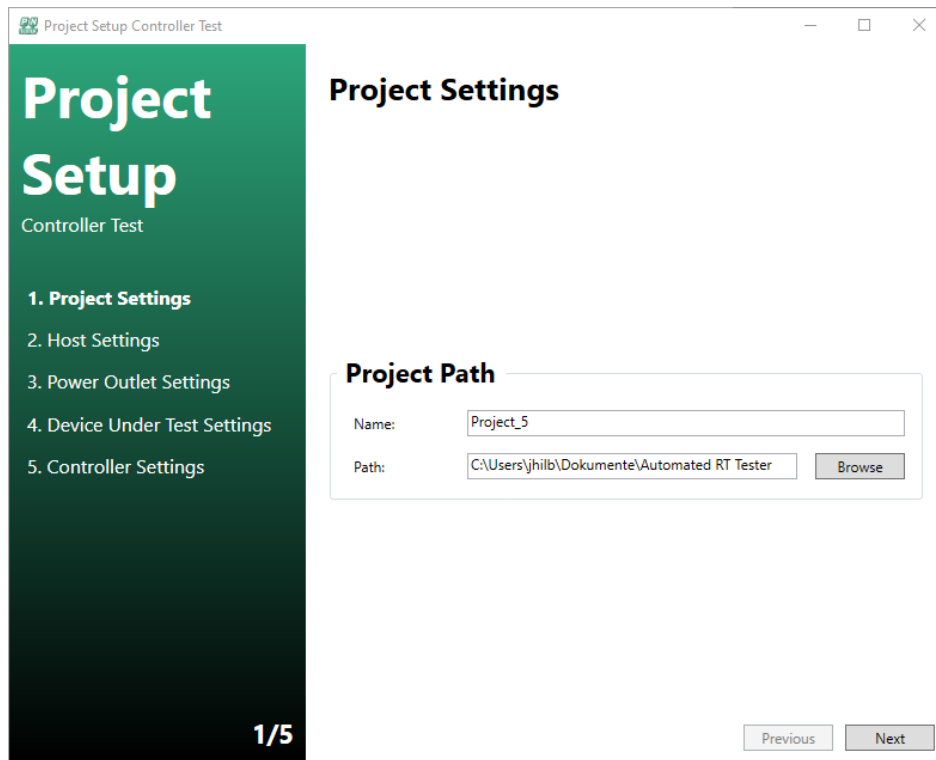 Project Setup Controller Test
Project
Setup
Controller Test
1. Project Settings
2. Host Settings
3. Power Outlet Settings
4. Device Under Test Settings
5. Controller Settings
1/5
Project Settings
Project Path
Name: Project_5
Path: C:\Users\jhilb\Dokumente\Automated RT Tester Browse
Previous Next